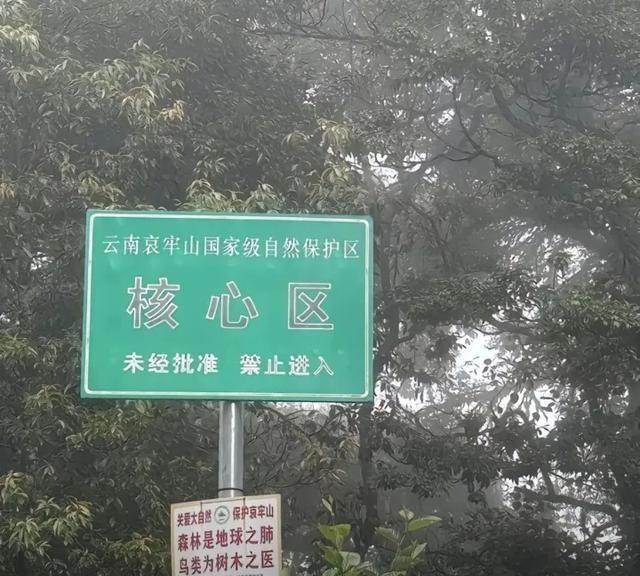 云南哀牢山国家级自然保护区
核心区
未经批准 禁止进入
关爱大自然 保护哀牢山
森林是地球之肺
鸟类为树木之医